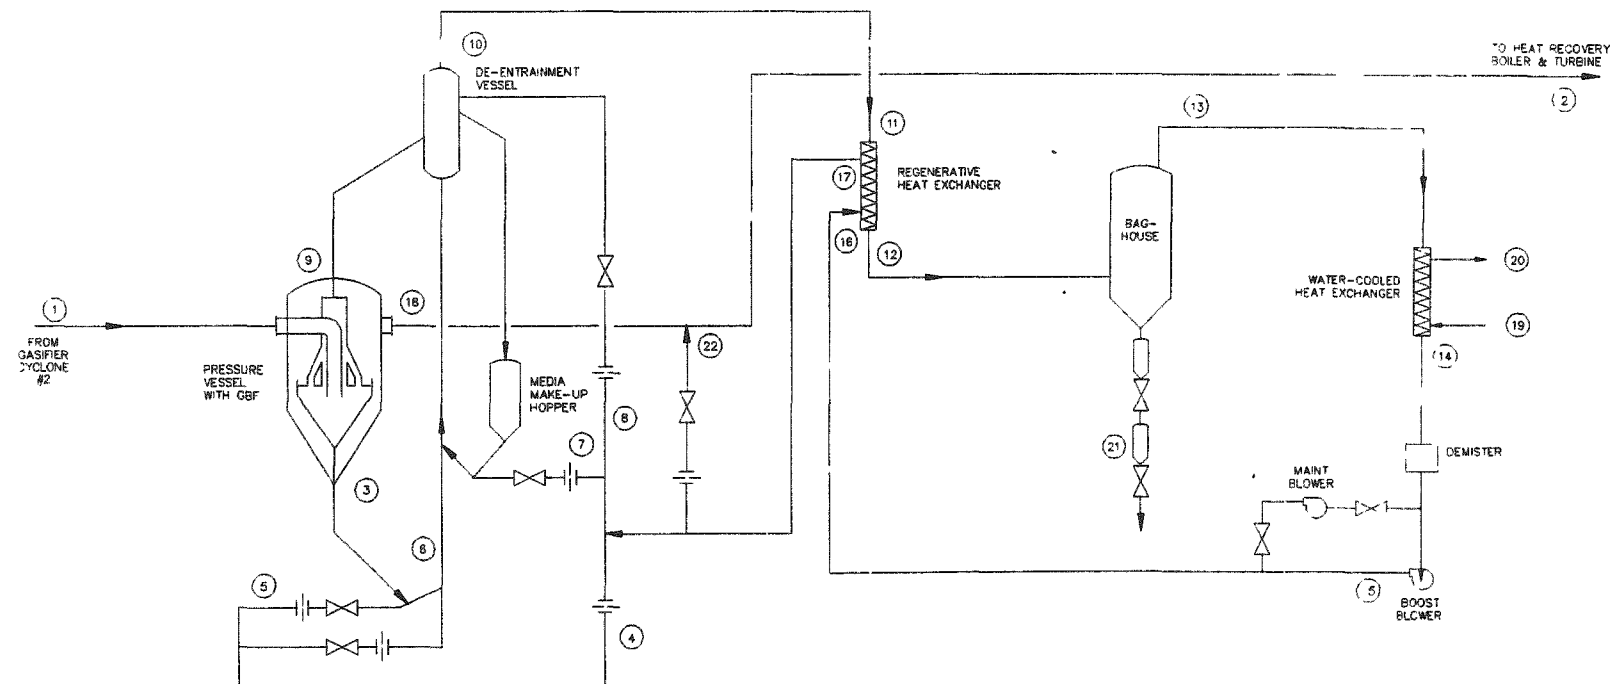 10
DE-ENTRAINMENT
VESSEL
TO HEAT RECOVERY
BOILER & TURBINE
2
13
11
17
REGENERATIVE
HEAT EXCHANGER
16
12
BAG-
HOUSE
20
WATER-COOLED
HEAT EXCHANGER
19
14
9
18
1
FROM
GASIFIER
CYCLONE
#2
PRESSURE
VESSEL
WITH GBF
22
MEDIA
MAKE-UP
HOPPER
8
7
21
DEMISTER
MAINT
BLOWER
3
6
5
4
15
BOOST
BLOWER